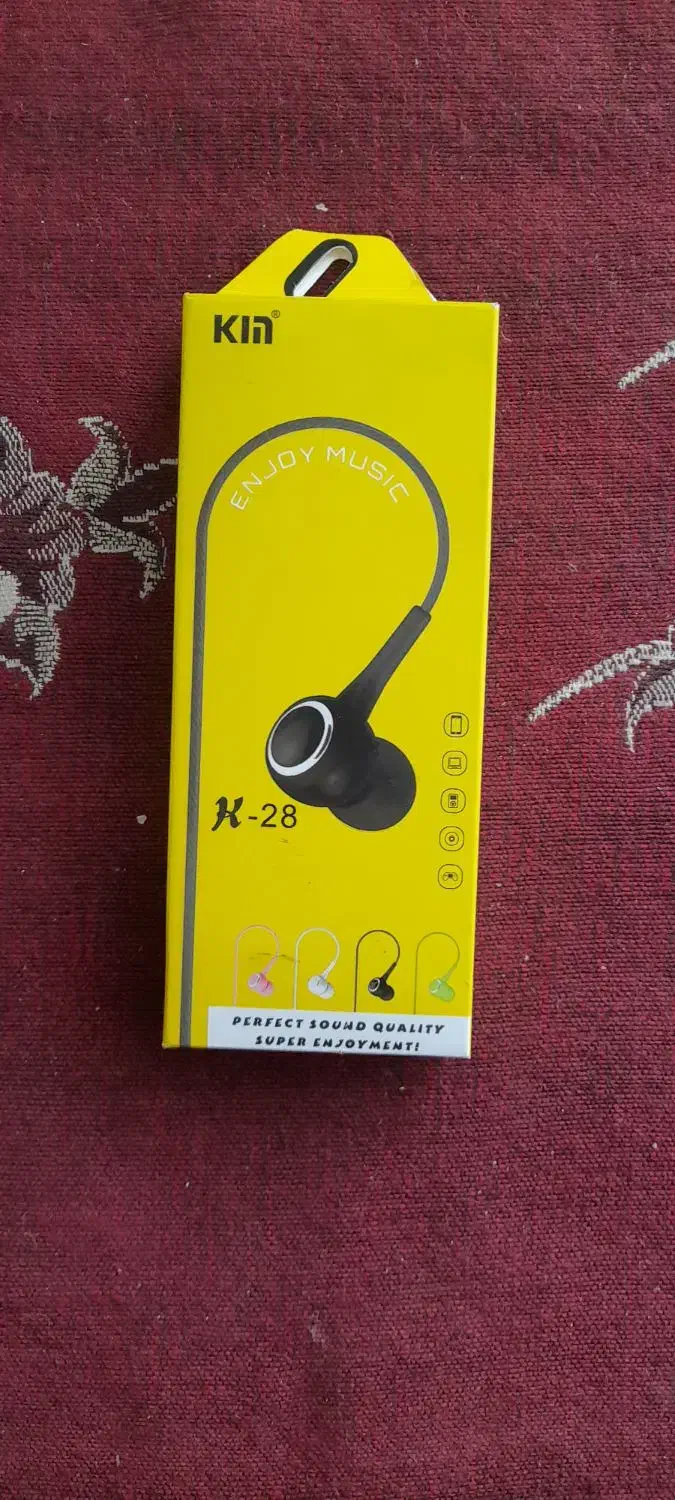 KIN®
ENJOY MUSIC
K-28
PERFECT SOUND QUALITY
SUPER ENJOYMENT!